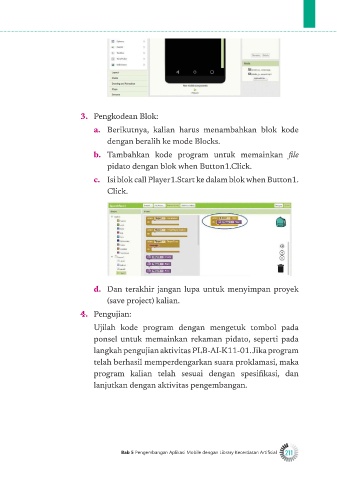 3. Pengkodean Blok:
a. Berikutnya, kalian harus menambahkan blok kode
dengan beralih ke mode Blocks.
b. Tambahkan kode program untuk memainkan file
pidato dengan blok when Button1.Click.
c. Isi blok call Player1.Start ke dalam blok when Button1.
Click.
d. Dan terakhir jangan lupa untuk menyimpan proyek
(save project) kalian.
4. Pengujian:
Ujilah kode program dengan mengetuk tombol pada
ponsel untuk memainkan rekaman pidato, seperti pada
langkah pengujian aktivitas PLB-AI-K11-01. Jika program
telah berhasil memperdengarkan suara proklamasi, maka
program kalian telah sesuai dengan spesifikasi, dan
lanjutkan dengan aktivitas pengembangan.
Bab 5 Pengembangan Aplikasi Mobile dengan Library Kecerdasan Artifisial 211